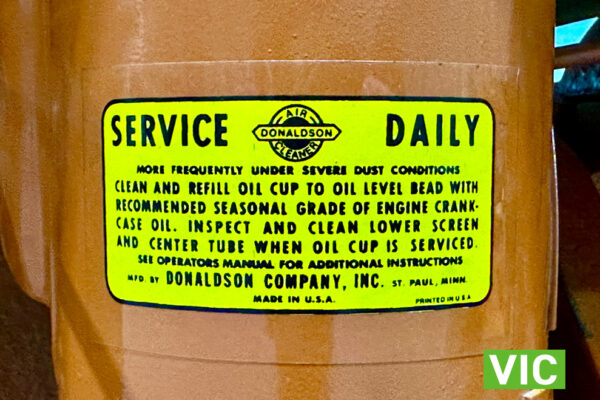 SERVICE AIR DONALDSON CLEANER DAILY
MORE FREQUENTLY UNDER SEVERE DUST CONDITIONS
CLEAN AND REFILL OIL CUP TO OIL LEVEL BEAD WITH
RECOMMENDED SEASONAL GRADE OF ENGINE CRANK-
CASE OIL. INSPECT AND CLEAN LOWER SCREEN
AND CENTER TUBE WHEN OIL CUP IS SERVICED.
SEE OPERATORS MANUAL FOR ADDITIONAL INSTRUCTIONS
MFD. BY DONALDSON COMPANY, INC. ST. PAUL, MINN.
MADE IN U.S.A. PRINTED IN U S A
VIC